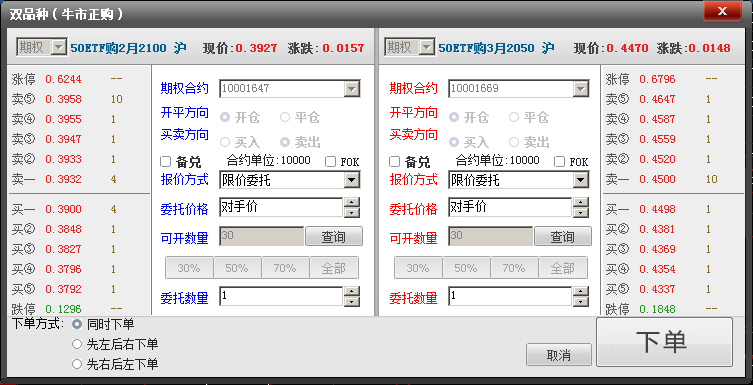 双品种（牛市正购）
期权 50ETF购2月2100 沪 现价:0.3927 涨跌:0.0157
涨停 0.6244 --
卖⑤ 0.3958 10
卖④ 0.3955 1
卖③ 0.3947 1
卖② 0.3933 1
卖一 0.3932 4
买一 0.3900 4
买② 0.3848 1
买③ 0.3827 1
买④ 0.3796 1
买⑤ 0.3792 1
跌停 0.1296 --
期权合约 10001647
开平方向 开仓 平仓
买卖方向 买入 卖出
备兑 合约单位:10000 FOK
报价方式 限价委托
委托价格 对手价
可开数量 30 查询
30% 50% 70% 全部
委托数量 1
期权 50ETF购3月2050 沪 现价:0.4470 涨跌:0.0148
期权合约 10001669
开平方向 开仓 平仓
买卖方向 买入 卖出
备兑 合约单位:10000 FOK
报价方式 限价委托
委托价格 对手价
可开数量 30 查询
30% 50% 70% 全部
委托数量 1
涨停 0.6796 --
卖⑤ 0.4647 1
卖④ 0.4587 1
卖③ 0.4559 1
卖② 0.4520 1
卖一 0.4500 10
买一 0.4498 1
买② 0.4381 1
买③ 0.4369 1
买④ 0.4354 1
买⑤ 0.4337 1
跌停 0.1848 --
下单方式: 同时下单
先左后右下单
先右后左下单
取消
下单